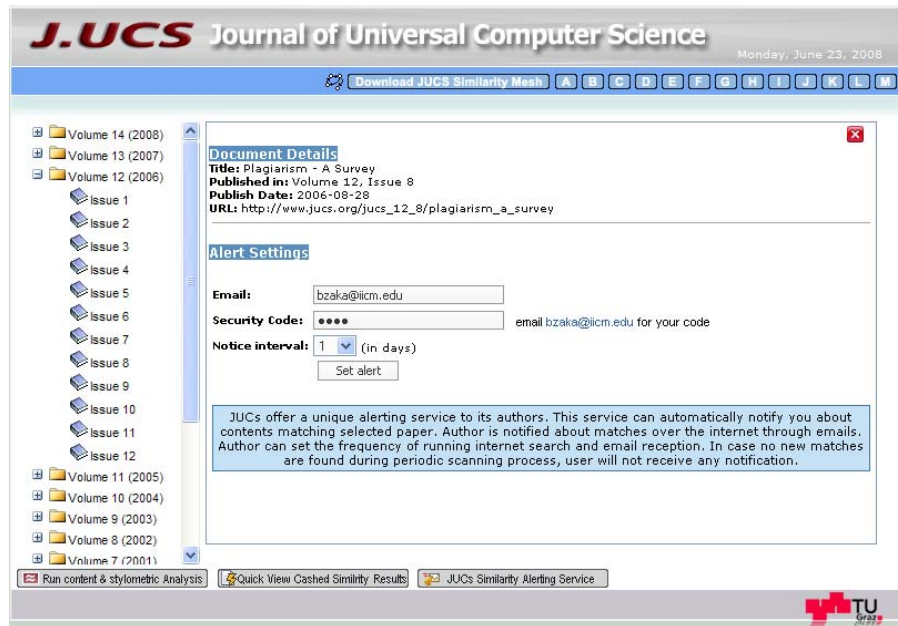 J.UCS Journal of Universal Computer Science
Monday, June 23, 2008
Download JUCS Similarity Mesh A B C D E F G H I J K L M
Volume 14 (2008)
Volume 13 (2007)
Volume 12 (2006)
Issue 1
Issue 2
Issue 3
Issue 4
Issue 5
Issue 6
Issue 7
Issue 8
Issue 9
Issue 10
Issue 11
Issue 12
Volume 11 (2005)
Volume 10 (2004)
Volume 9 (2003)
Volume 8 (2002)
Volume 7 (2001)
Document Details
Title: Plagiarism - A Survey
Published in: Volume 12, Issue 8
Publish Date: 2006-08-28
URL: http://www.jucs.org/jucs_12_8/plagiarism_a_survey
Alert Settings
Email: bzaka@iicm.edu
Security Code: •••• email bzaka@iicm.edu for your code
Notice interval: 1 (in days)
Set alert
JUCs offer a unique alerting service to its authors. This service can automatically notify you about
contents matching selected paper. Author is notified about matches over the internet through emails.
Author can set the frequency of running internet search and email reception. In case no new matches
are found during periodic scanning process, user will not receive any notification.
Run content & stylometric Analysis
Quick View Cashed Similrity Results
JUCs Similarity Alerting Service
TU
Graz